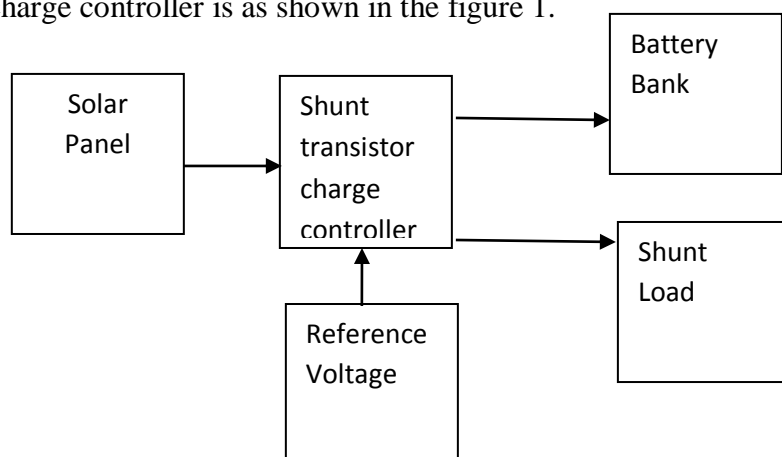 charge controller is as shown in the figure 1.
Solar
Panel
Shunt
transistor
charge
controller
Battery
Bank
Shunt
Load
Reference
Voltage